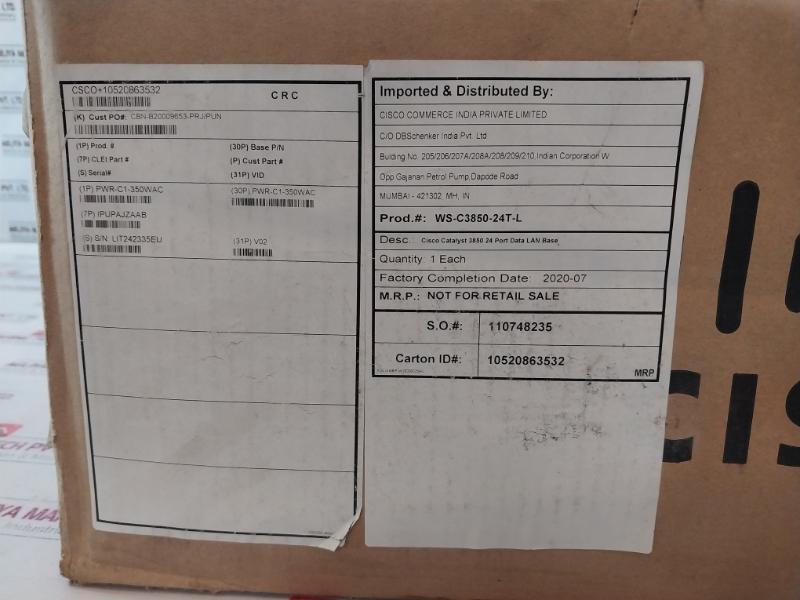 CSCO+10520863532
CRC
(K) Cust PO#: CBN-B20009653-PRJ/PUN
(1P) Prod. #
(30P) Base P/N
(7P) CLEI Part #
(P) Cust Part #
(S) Serial#
(31P) VID
(1P) PWR-C1-350WAC
(30P) PWR-C1-350WAC
(7P) IPUPAJZAAB
(S) S/N: LIT242335EU
(31P) V02
Imported & Distributed By:
CISCO COMMERCE INDIA PRIVATE LIMITED
C/O DBSchenker India Pvt. Ltd
Buiding No. 205/206/207A/208A/208/209/210,Indian Corporation W
Opp Gajanan Petrol Pump,Dapode Road
MUMBAI - 421302, MH, IN
Prod.#: WS-C3850-24T-L
Desc.: Cisco Catalyst 3850 24 Port Data LAN Base
Quantity: 1 Each
Factory Completion Date: 2020-07
M.R.P.: NOT FOR RETAIL SALE
S.O.#: 110748235
Carton ID#: 10520863532
MRP
CIS